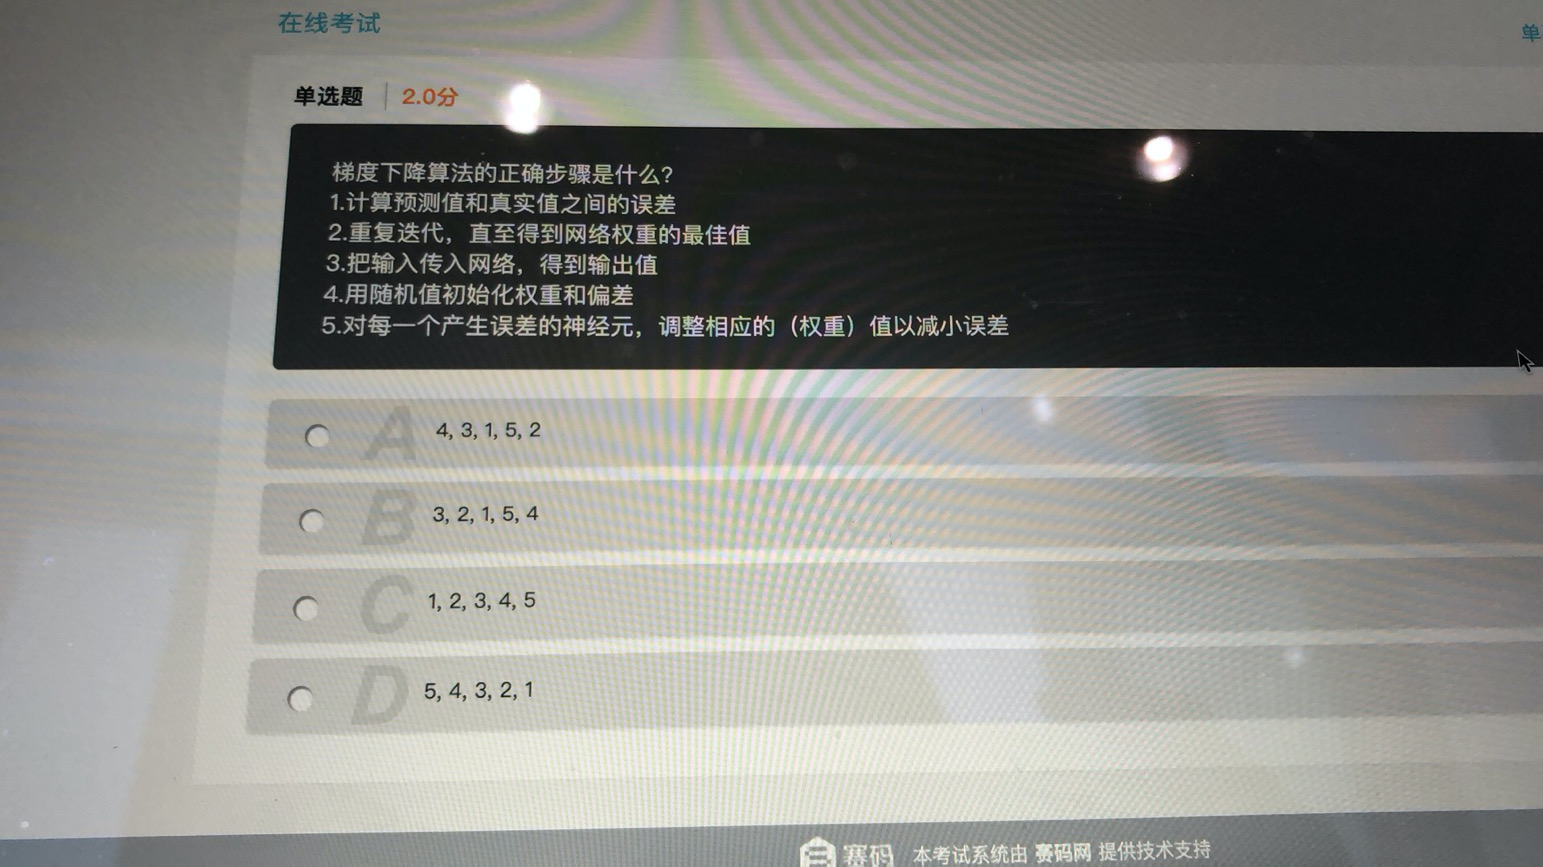 在线考试
单
单选题 2.0分
梯度下降算法的正确步骤是什么?
1.计算预测值和真实值之间的误差
2.重复迭代，直至得到网络权重的最佳值
3.把输入传入网络，得到输出值
4.用随机值初始化权重和偏差
5.对每一个产生误差的神经元，调整相应的（权重）值以减小误差
A 4, 3, 1, 5, 2
B 3, 2, 1, 5, 4
C 1, 2, 3, 4, 5
D 5, 4, 3, 2, 1
赛码 本考试系统由 赛码网 提供技术支持